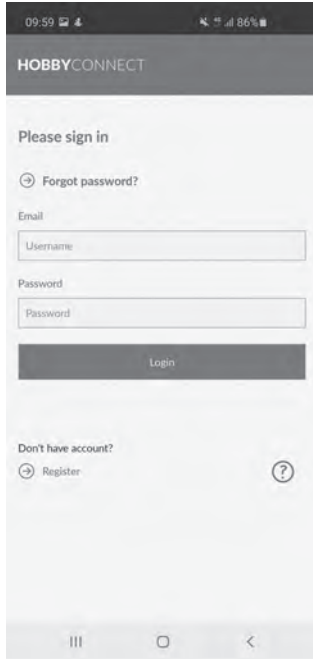 09:59 86%
HOBBYCONNECT
Please sign in
Forgot password?
Email
Username
Password
Password
Login
Don't have account?
Register
?